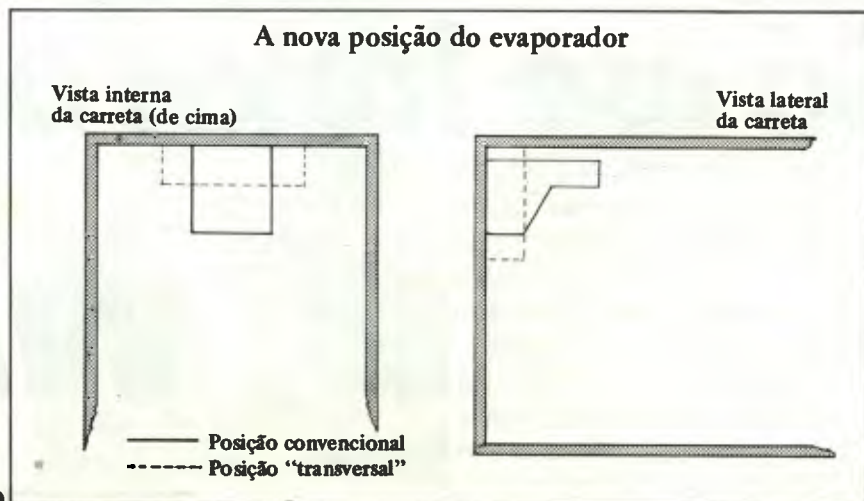 A nova posição do evaporador
Vista interna
da carreta (de cima)
Vista lateral
da carreta
Posição convencional
Posição “transversal”